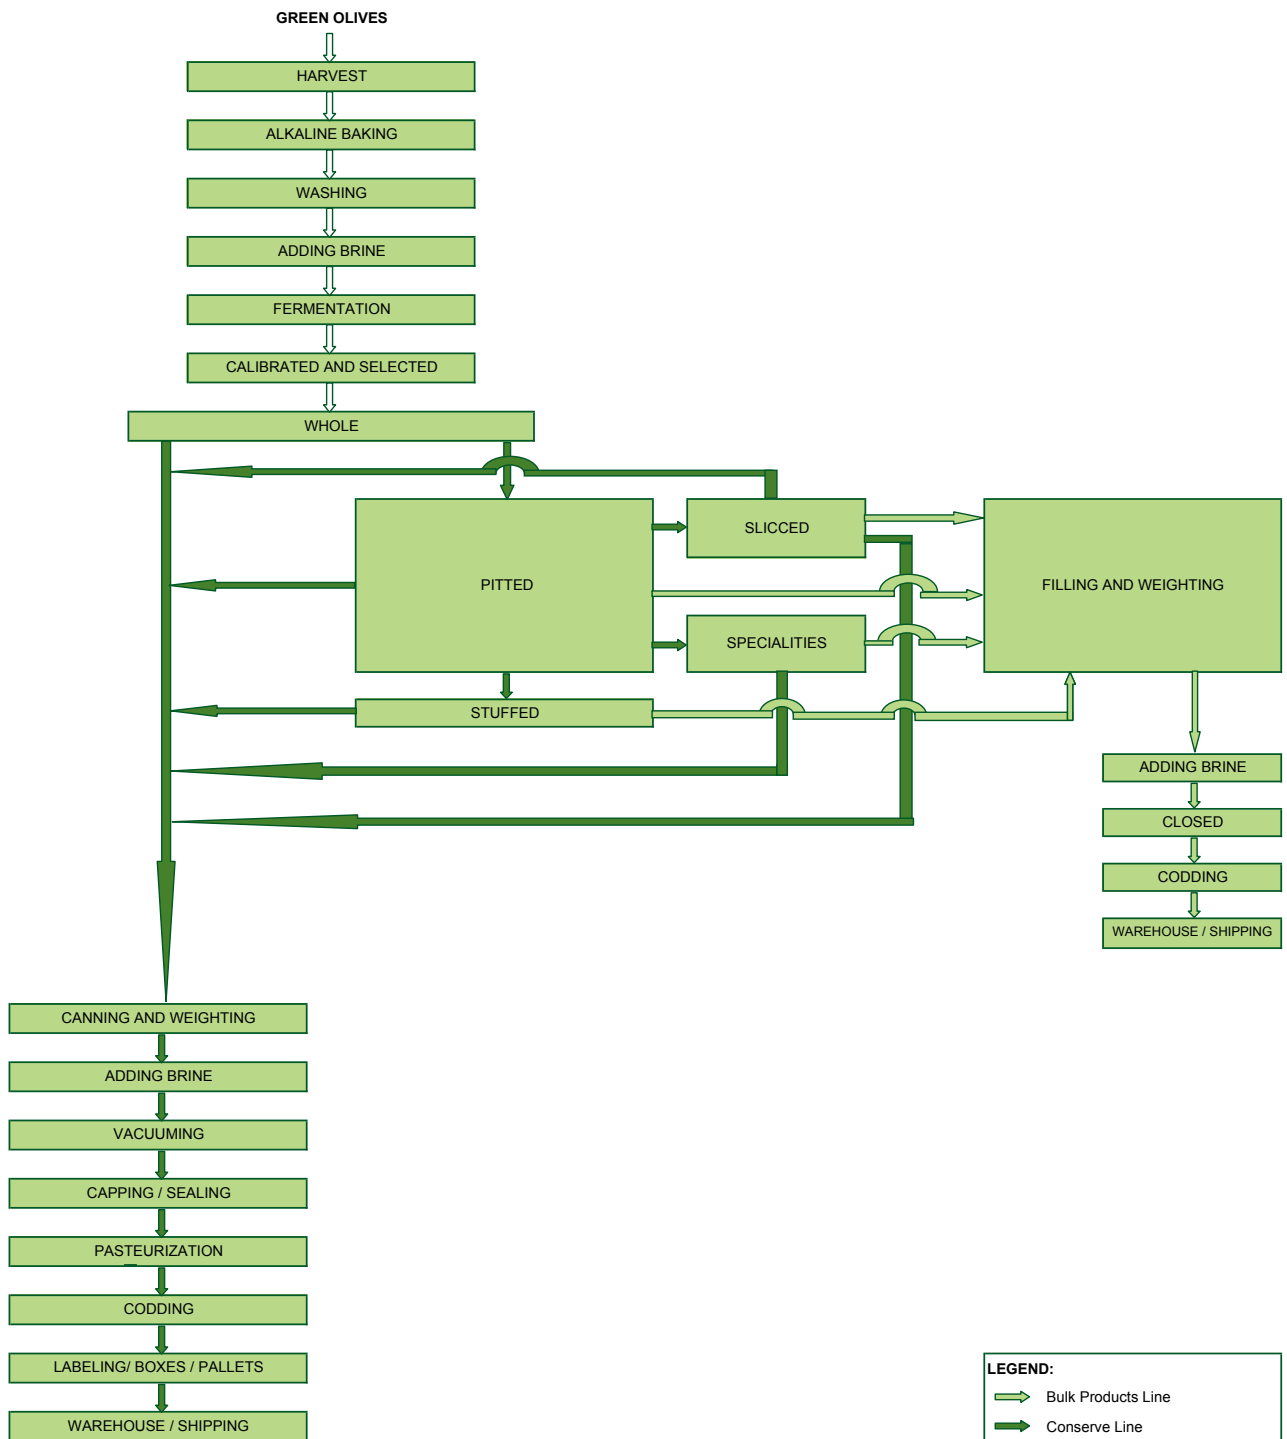 GREEN OLIVES
HARVEST
ALKALINE BAKING
WASHING
ADDING BRINE
FERMENTATION
CALIBRATED AND SELECTED
WHOLE
PITTED
SLICCED
SPECIALITIES
STUFFED
FILLING AND WEIGHTING
ADDING BRINE
CLOSED
CODDING
WAREHOUSE / SHIPPING
CANNING AND WEIGHTING
ADDING BRINE
VACUUMING
CAPPING / SEALING
PASTEURIZATION
CODDING
LABELING/ BOXES / PALLETS
WAREHOUSE / SHIPPING
LEGEND:
Bulk Products Line
Conserve Line